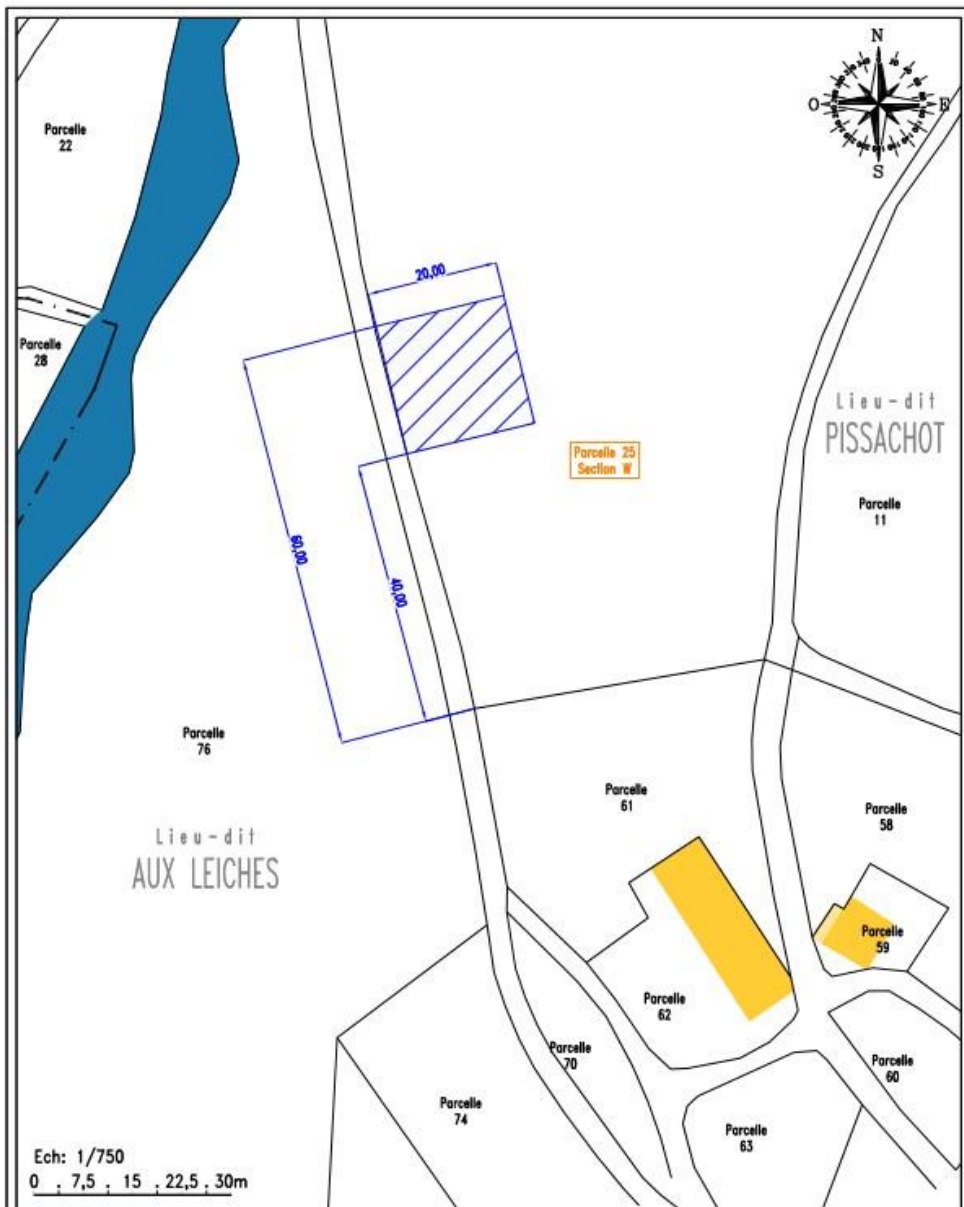 N
O
E
S
Parcelle
22
20,00
Parcelle
28
Lieu-dit
PISSACHOT
Parcelle 25
Section W
Parcelle
11
60,00
40,00
Parcelle
76
Parcelle
61
Parcelle
58
Lieu-dit
AUX LEICHES
Parcelle
59
Parcelle
62
Parcelle
70
Parcelle
60
Parcelle
74
Parcelle
63
Ech: 1/750
0 . 7,5 . 15 . 22,5 . 30m